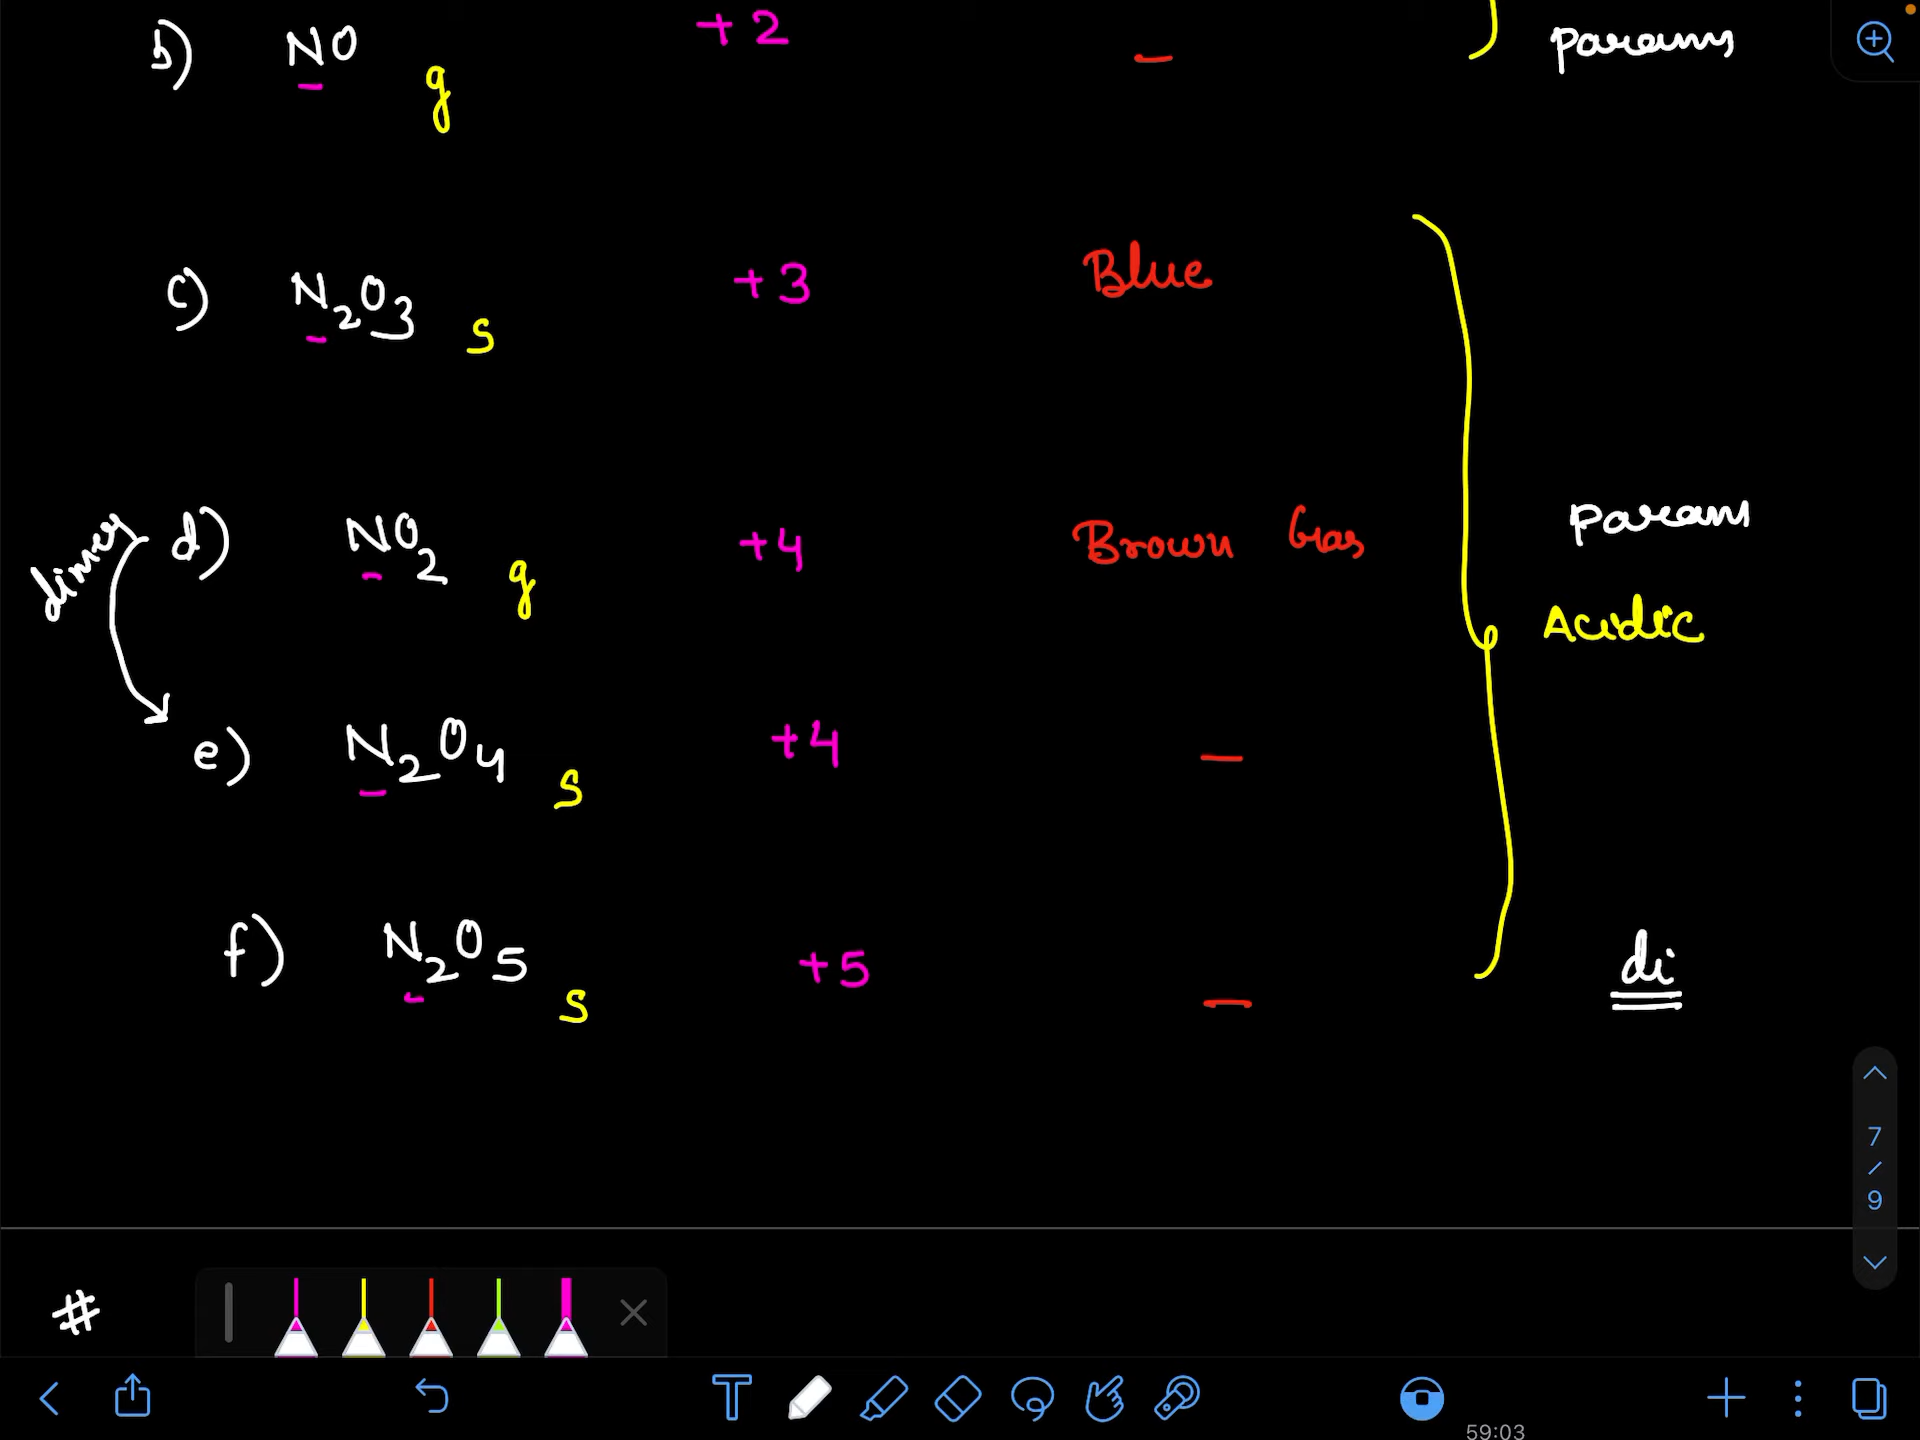 b) NO g +2 — param
c) N2O3 s +3 Blue
dimer d) NO2 g +4 Brown Gas param
Acidic
e) N2O4 s +4 —
f) N2O5 s +5 — di
7
/
9
#
T
59:03